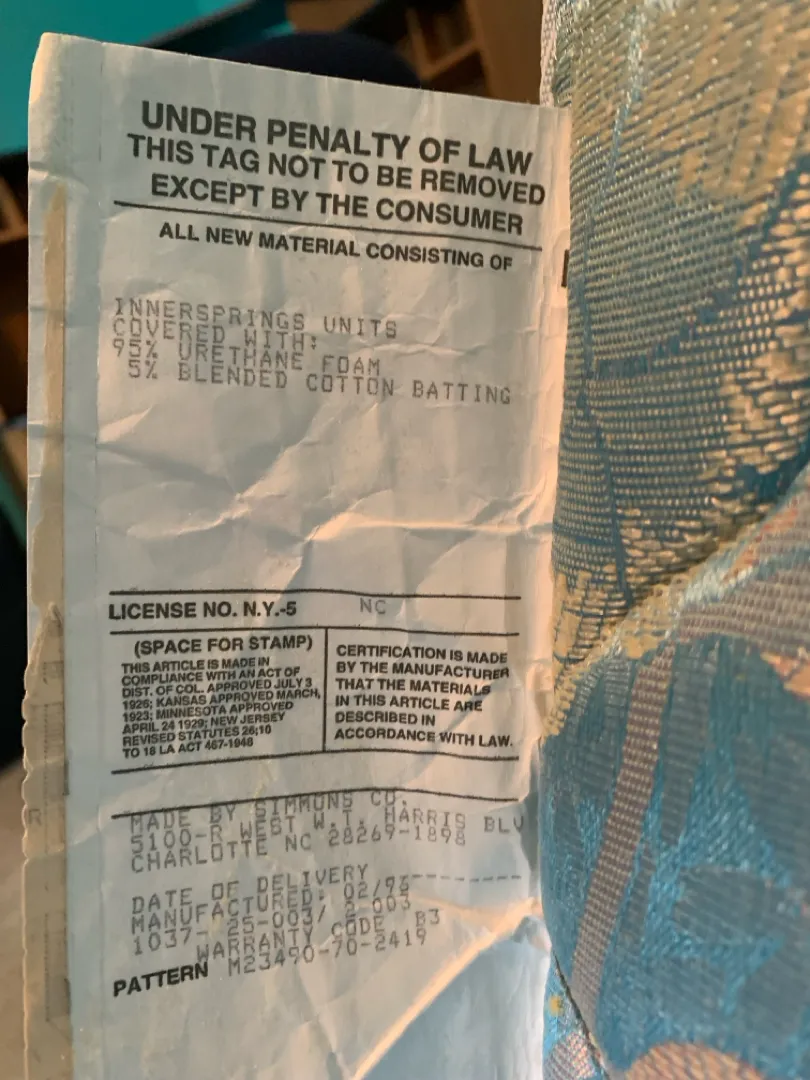 UNDER PENALTY OF LAW
THIS TAG NOT TO BE REMOVED
EXCEPT BY THE CONSUMER
ALL NEW MATERIAL CONSISTING OF
INNERSPRINGS UNITS
COVERED WITH:
95% URETHANE FOAM
5% BLENDED COTTON BATTING
LICENSE NO. N.Y.-5 NC
(SPACE FOR STAMP)
THIS ARTICLE IS MADE IN
COMPLIANCE WITH AN ACT OF
DIST. OF COL. APPROVED JULY 3
1926; KANSAS APPROVED MARCH,
1923; MINNESOTA APPROVED
APRIL 24 1929; NEW JERSEY
REVISED STATUTES 26;10
TO 18 LA ACT 467-1948
CERTIFICATION IS MADE
BY THE MANUFACTURER
THAT THE MATERIALS
IN THIS ARTICLE ARE
DESCRIBED IN
ACCORDANCE WITH LAW.
MADE BY SIMMONS CO.
5100-R WEST W.T. HARRIS BLV
CHARLOTTE NC 28269-1898
DATE OF DELIVERY ---------
MANUFACTURED: 02/
1037- 25-003/ 2-003
WARRANTY CODE B3
PATTERN M23490-70-2419